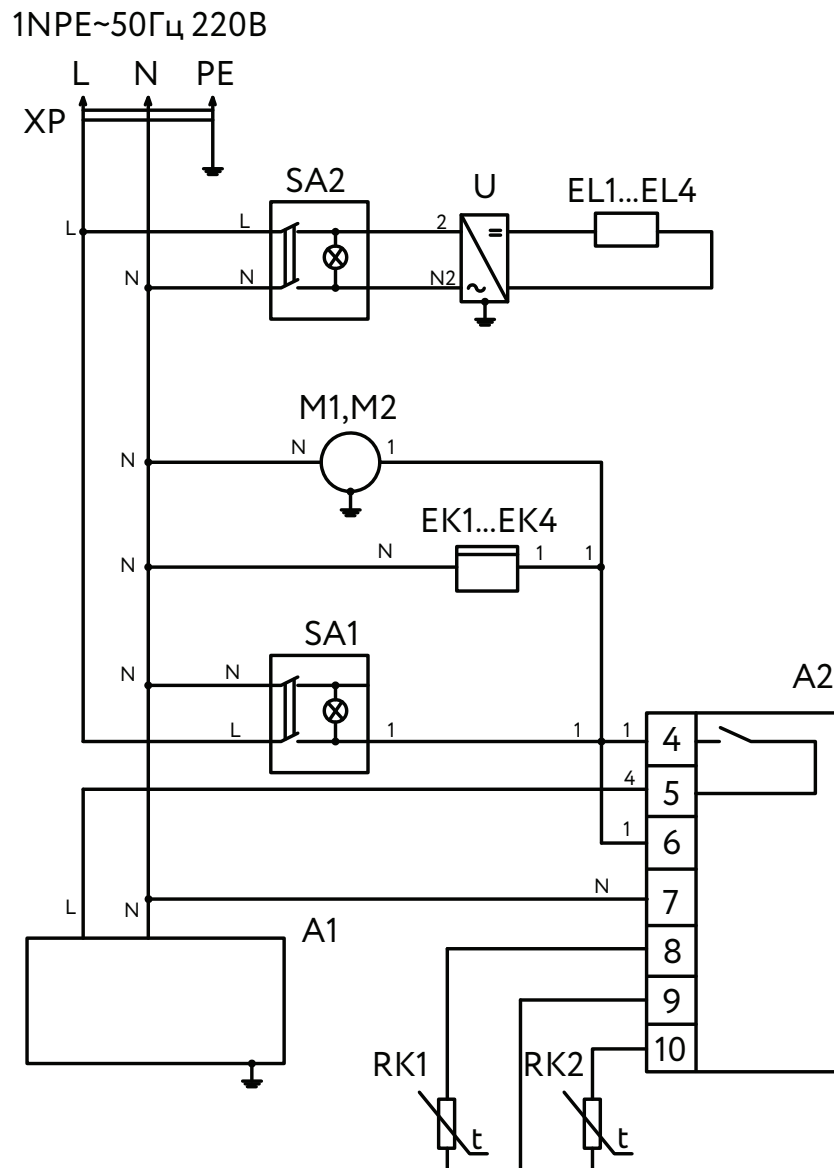 1NPE~50Гц 220В
L N PE
XP
SA2
U
EL1...EL4
L L 2
N N N2
M1,M2
N N 1
EK1...EK4
N N 1 1
SA1
N N
A2
L 1 1 1 4
4 5
1 6
N 7
L N
A1
8
9
10
RK1 RK2
t t